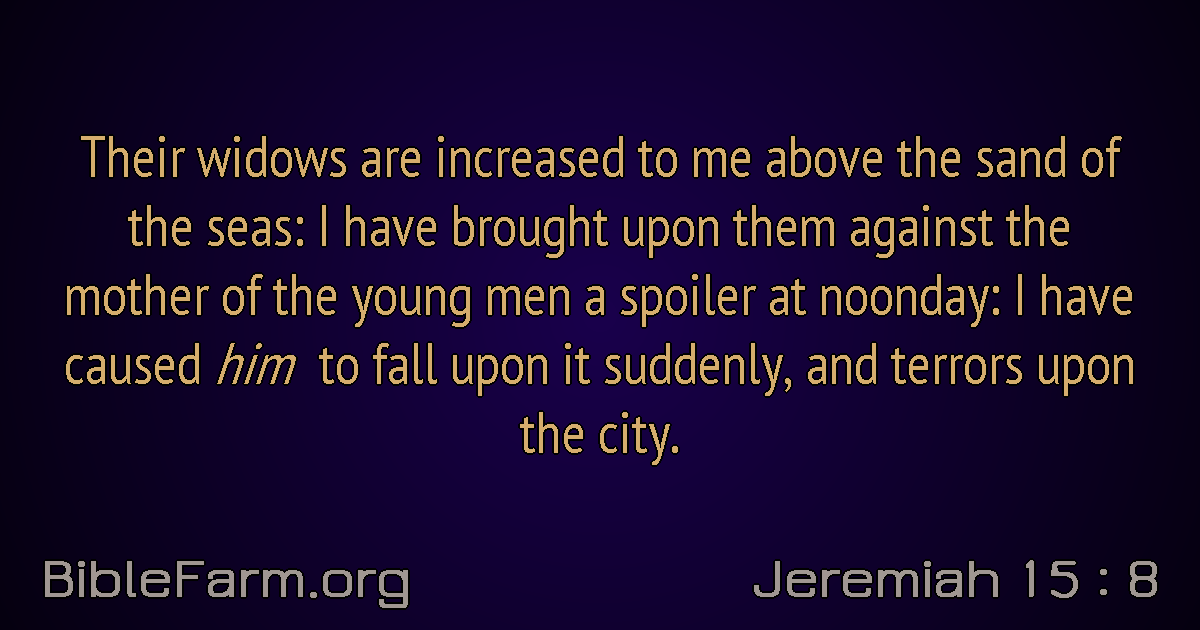 Their widows are increased to me above the sand of
the seas: I have brought upon them against the
mother of the young men a spoiler at noonday: I have
caused him to fall upon it suddenly, and terrors upon
the city.
BibleFarm.org
Jeremiah 15 : 8